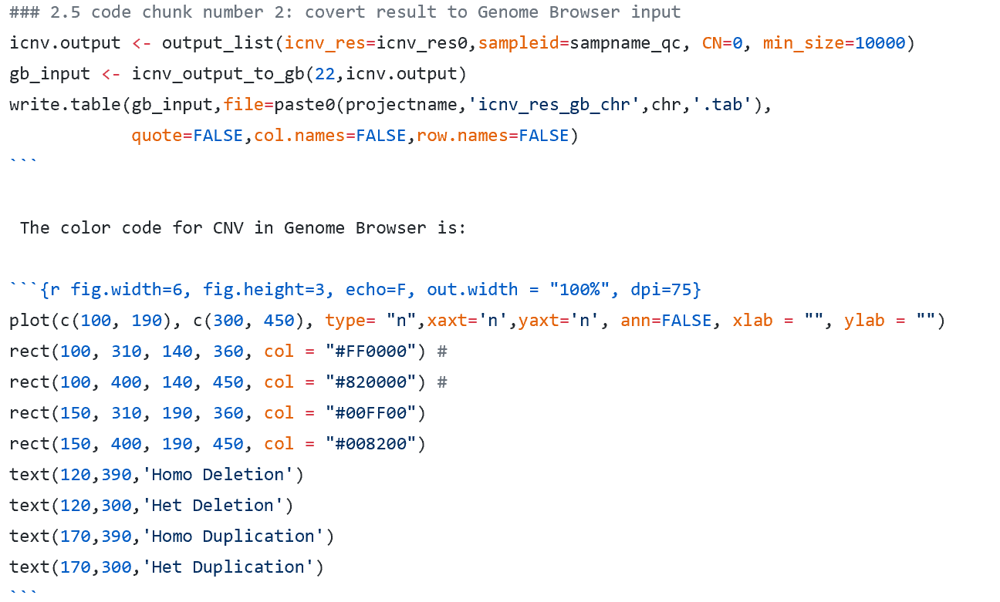 ### 2.5 code chunk number 2: covert result to Genome Browser input
icnv.output <- output_list(icnv_res=icnv_res0,sampleid=sampname_qc, CN=0, min_size=10000)
gb_input <- icnv_output_to_gb(22,icnv.output)
write.table(gb_input,file=paste0(projectname,'icnv_res_gb_chr',chr,'.tab'),
            quote=FALSE,col.names=FALSE,row.names=FALSE)
```
 The color code for CNV in Genome Browser is:
```{r fig.width=6, fig.height=3, echo=F, out.width = "100%", dpi=75}
plot(c(100, 190), c(300, 450), type= "n",xaxt='n',yaxt='n', ann=FALSE, xlab = "", ylab = "")
rect(100, 310, 140, 360, col = "#FF0000") #
rect(100, 400, 140, 450, col = "#820000") #
rect(150, 310, 190, 360, col = "#00FF00")
rect(150, 400, 190, 450, col = "#008200")
text(120,390,'Homo Deletion')
text(120,300,'Het Deletion')
text(170,390,'Homo Duplication')
text(170,300,'Het Duplication')
```